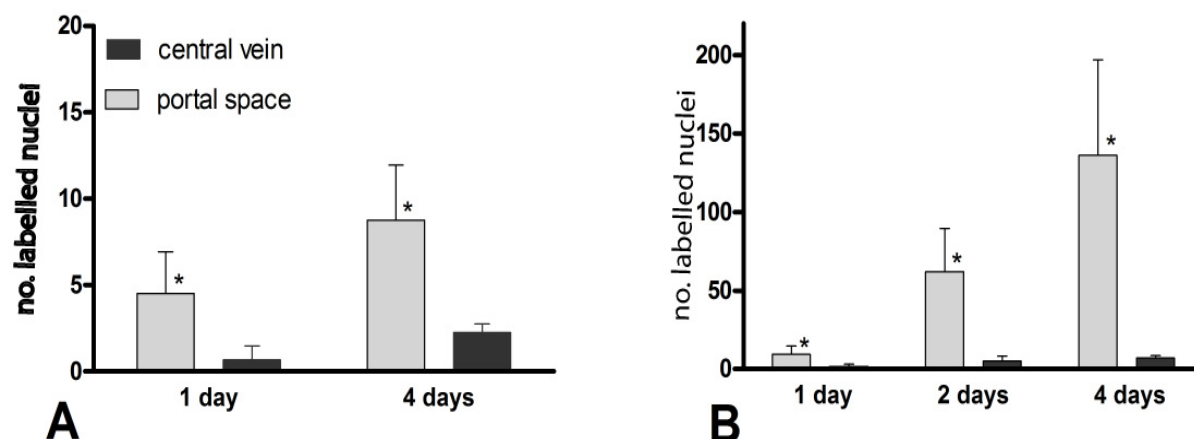 20
15
10
5
0
no. labelled nuclei
central vein
portal space
*
*
1 day 4 days
A
200
150
100
50
0
no. labelled nuclei
*
*
*
1 day 2 days 4 days
B